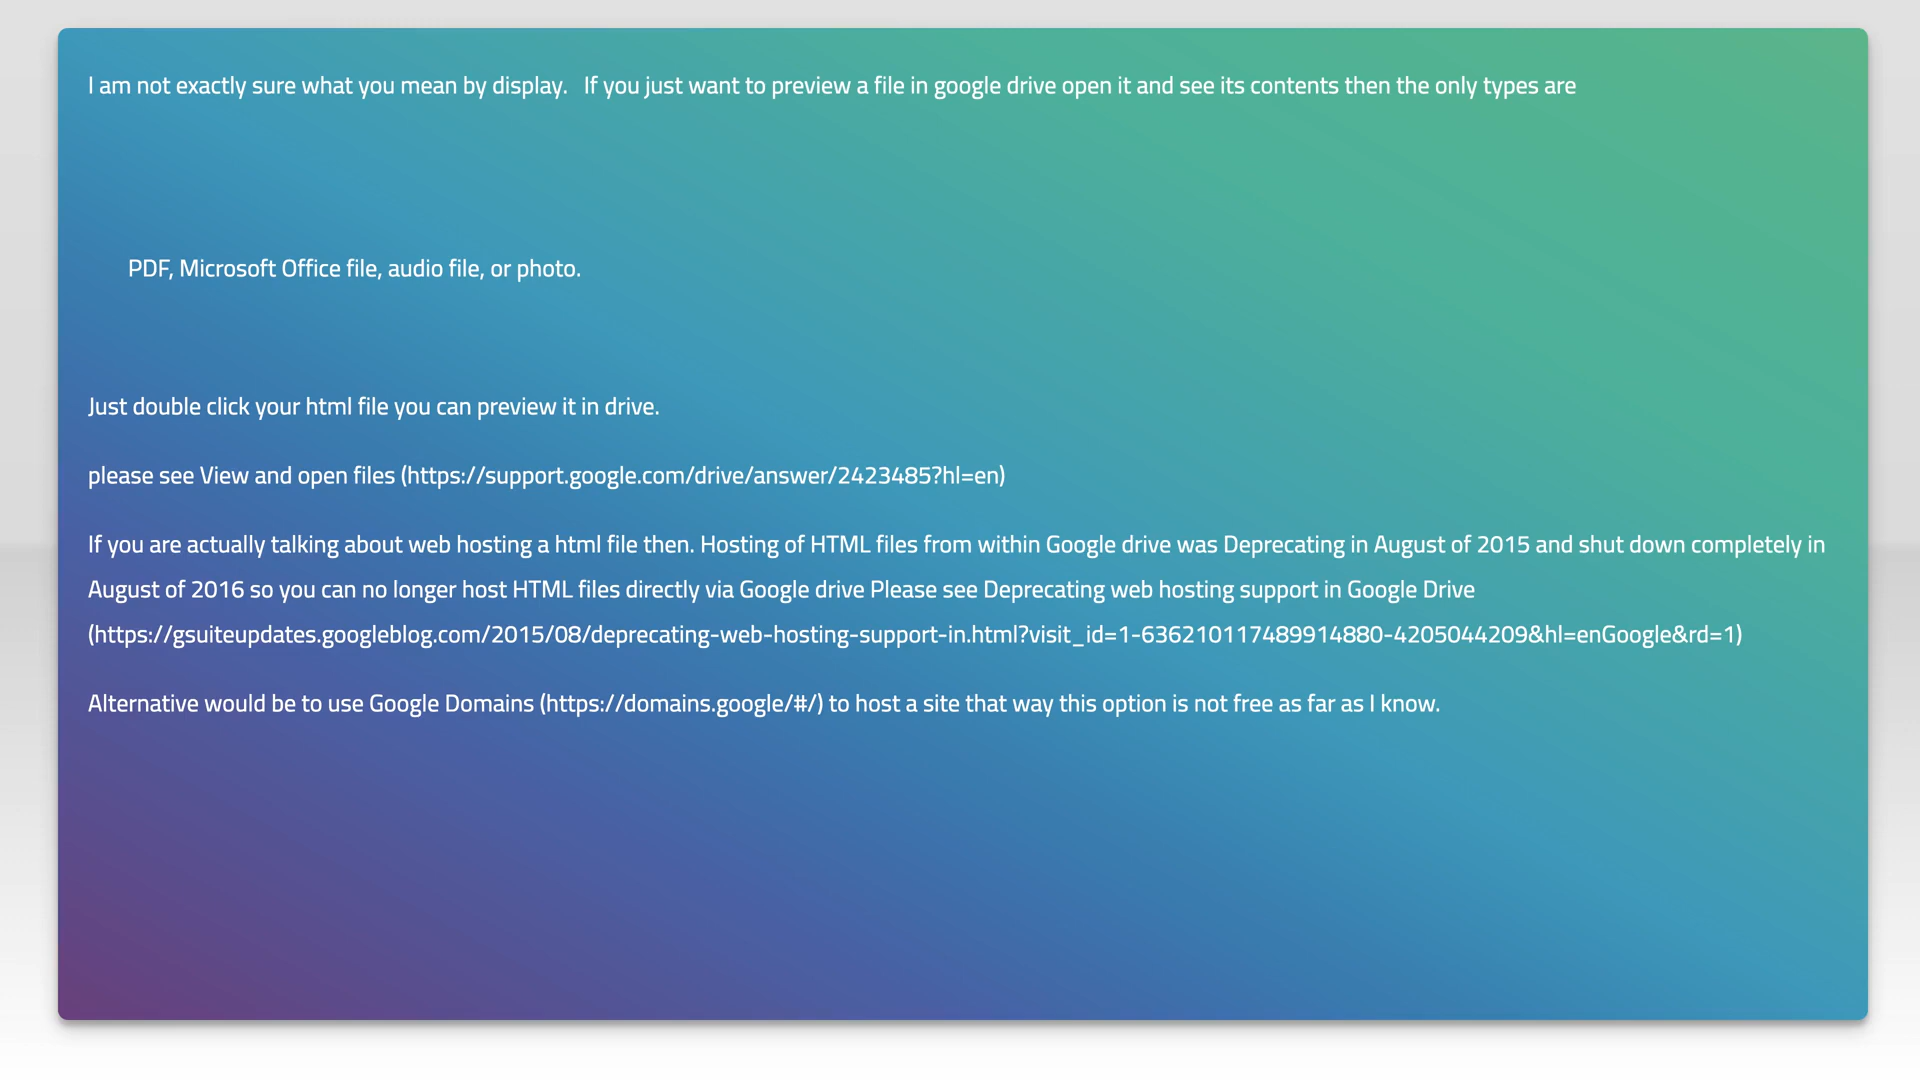 I am not exactly sure what you mean by display.   If you just want to preview a file in google drive open it and see its contents then the only types are
PDF, Microsoft Office file, audio file, or photo.
Just double click your html file you can preview it in drive.
please see View and open files (https://support.google.com/drive/answer/2423485?hl=en)
If you are actually talking about web hosting a html file then. Hosting of HTML files from within Google drive was Deprecating in August of 2015 and shut down completely in
August of 2016 so you can no longer host HTML files directly via Google drive Please see Deprecating web hosting support in Google Drive
(https://gsuiteupdates.googleblog.com/2015/08/deprecating-web-hosting-support-in.html?visit_id=1-636210117489914880-4205044209&hl=enGoogle&rd=1)
Alternative would be to use Google Domains (https://domains.google/#/) to host a site that way this option is not free as far as I know.